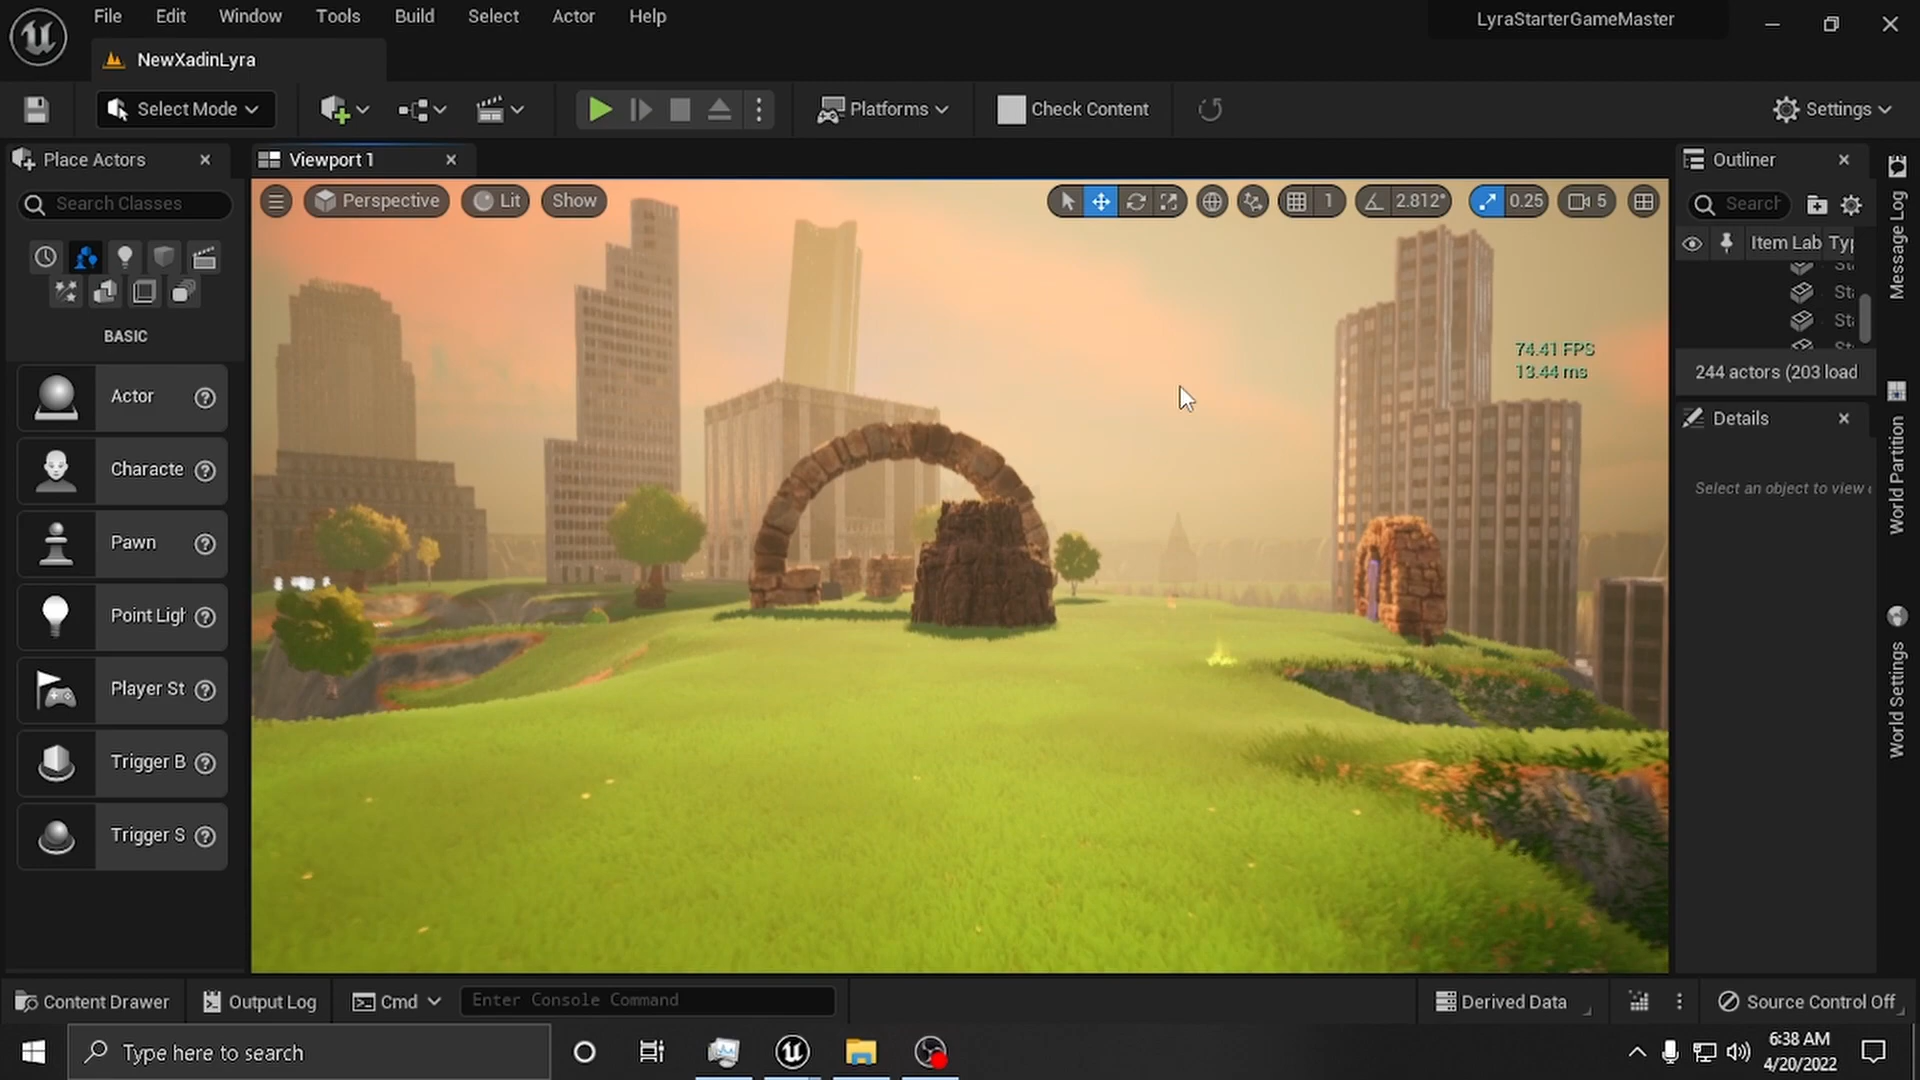 File Edit Window Tools Build Select Actor Help
LyraStarterGameMaster
NewXadinLyra
Select Mode
Platforms
Check Content
Settings
Place Actors
Viewport 1
Outliner
Search Classes
Perspective
Lit
Show
1
2.812°
0.25
5
Search
Item Lab Typ
St
St
BASIC
74.41 FPS
13.44 ms
244 actors (203 load
Details
Select an object to view
Actor
Characte
Pawn
Point Ligh
Player St
Trigger B
Trigger S
Message Log
World Partition
World Settings
Content Drawer
Output Log
Cmd
Enter Console Command
Derived Data
Source Control Off
Type here to search
6:38 AM
4/20/2022